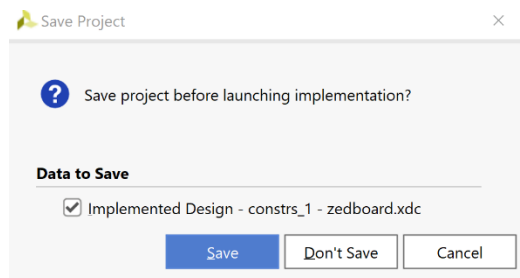 Save Project
Save project before launching implementation?
Data to Save
Implemented Design - constrs_1 - zedboard.xdc
Save Don't Save Cancel